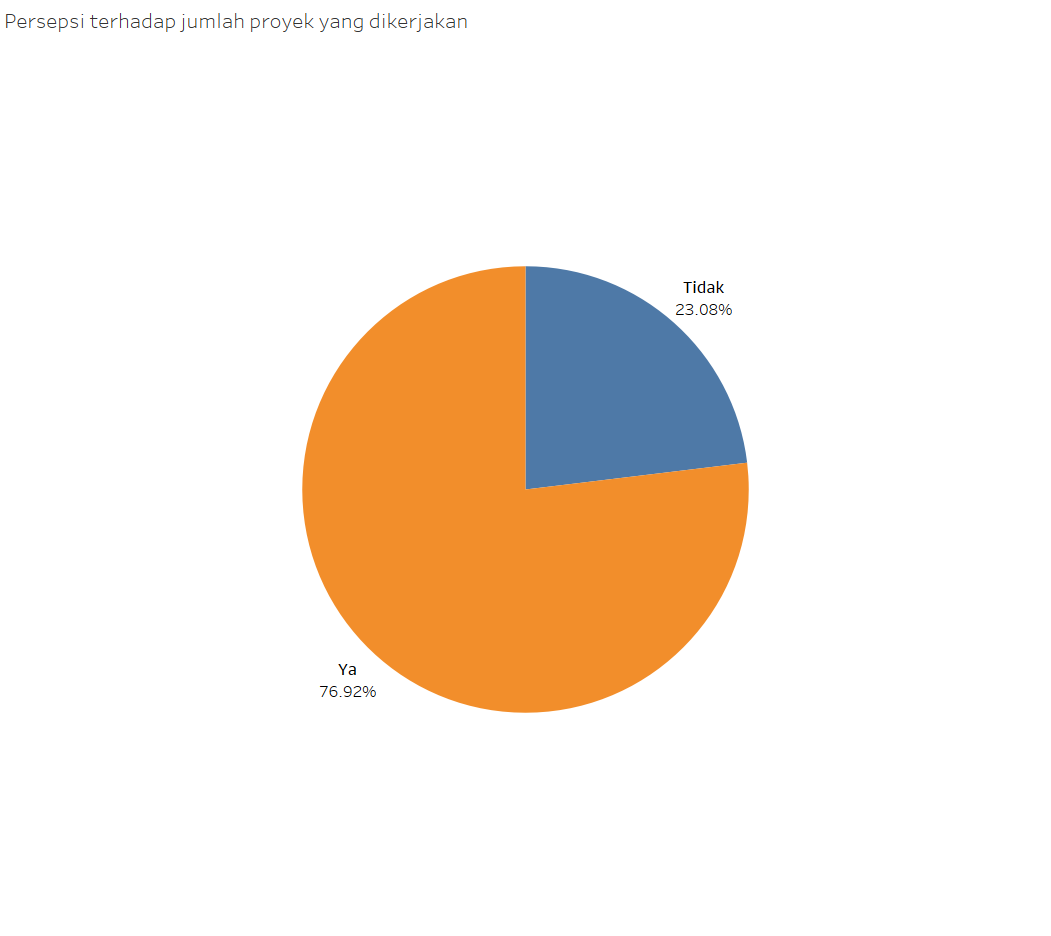 Persepsi terhadap jumlah proyek yang dikerjakan
Tidak
23.08%
Ya
76.92%